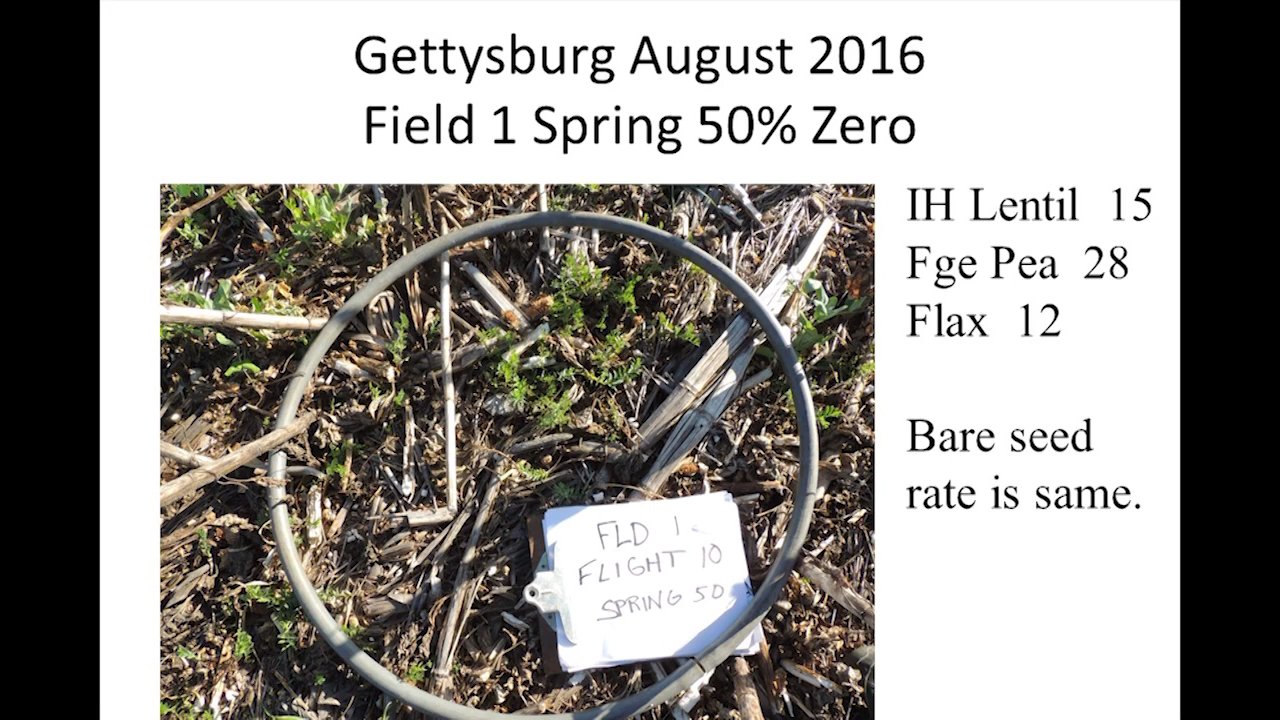 Gettysburg August 2016
Field 1 Spring 50% Zero
IH Lentil 15
Fge Pea 28
Flax 12
Bare seed
rate is same.
FLD 1
FLIGHT 10
SPRING 50